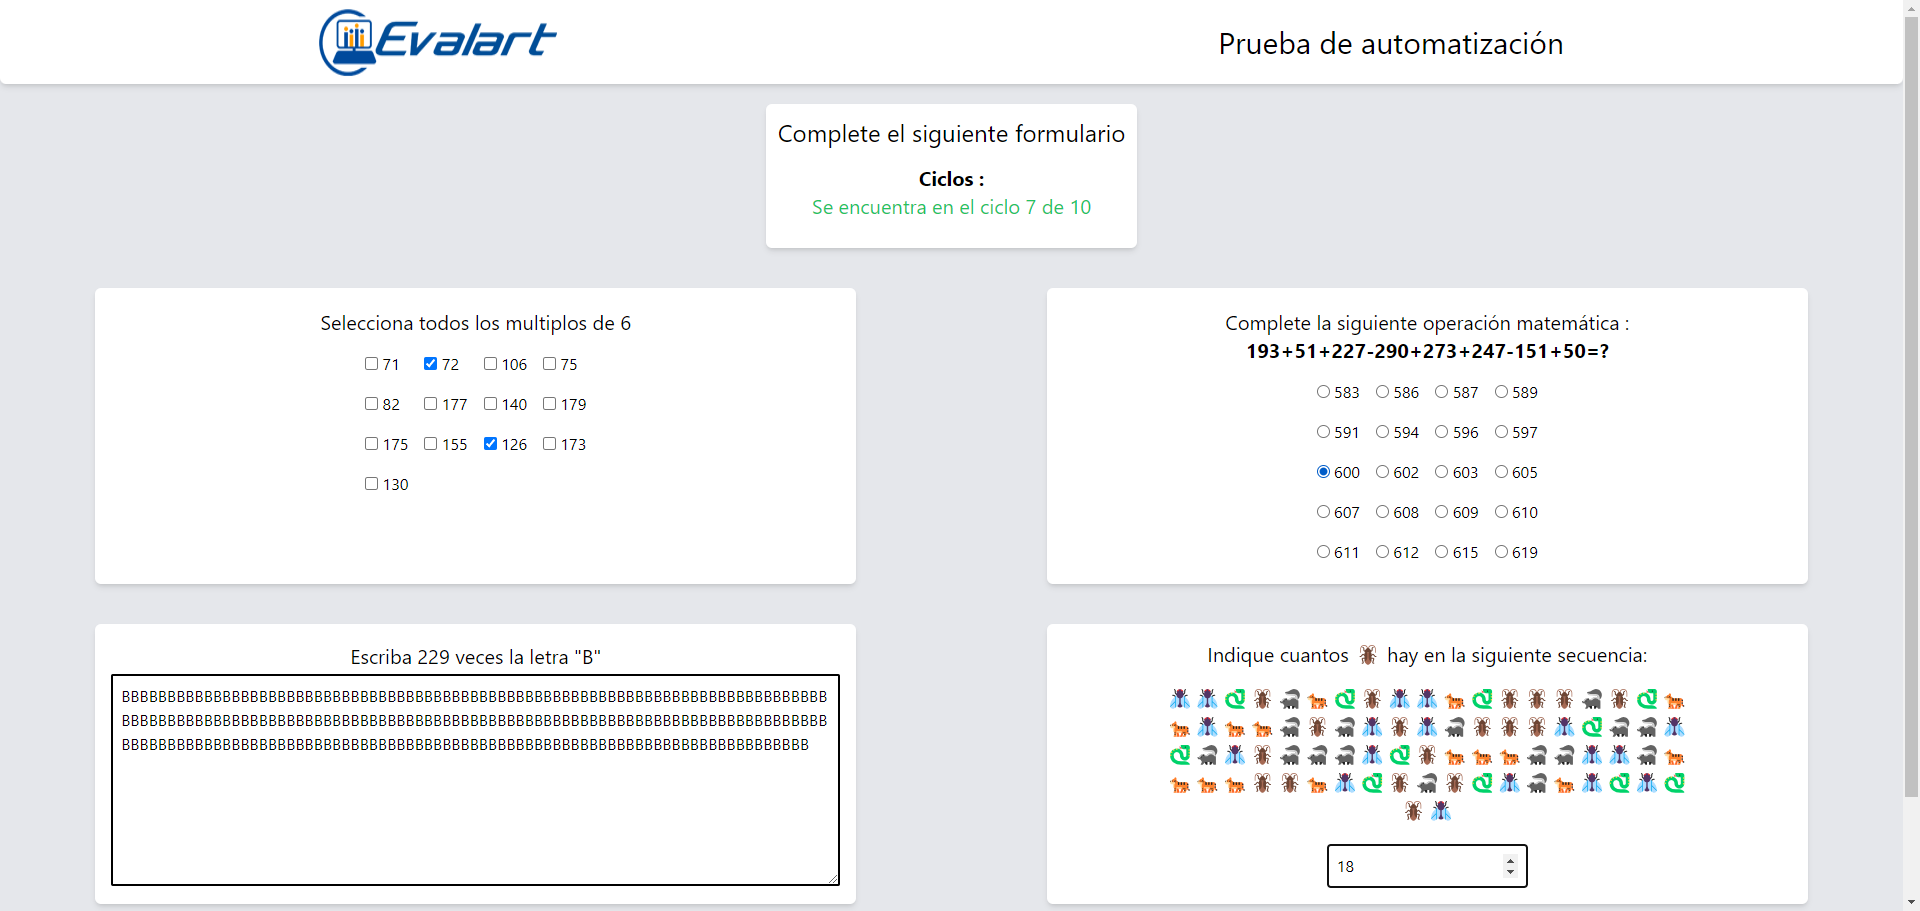 Evalart
Prueba de automatización
Complete el siguiente formulario
Ciclos :
Se encuentra en el ciclo 7 de 10
Selecciona todos los multiplos de 6
71 72 106 75
82 177 140 179
175 155 126 173
130
Complete la siguiente operación matemática :
193+51+227-290+273+247-151+50=?
583 586 587 589
591 594 596 597
600 602 603 605
607 608 609 610
611 612 615 619
Escriba 229 veces la letra "B"
BBBBBBBBBBBBBBBBBBBBBBBBBBBBBBBBBBBBBBBBBBBBBBBBBBBBBBBBBBBBBBBBBBBBBBBBBBBBB
BBBBBBBBBBBBBBBBBBBBBBBBBBBBBBBBBBBBBBBBBBBBBBBBBBBBBBBBBBBBBBBBBBBBBBBBBBBBB
BBBBBBBBBBBBBBBBBBBBBBBBBBBBBBBBBBBBBBBBBBBBBBBBBBBBBBBBBBBBBBBBBBBBBBBBBBB
Indique cuantos 🪳 hay en la siguiente secuencia:
18